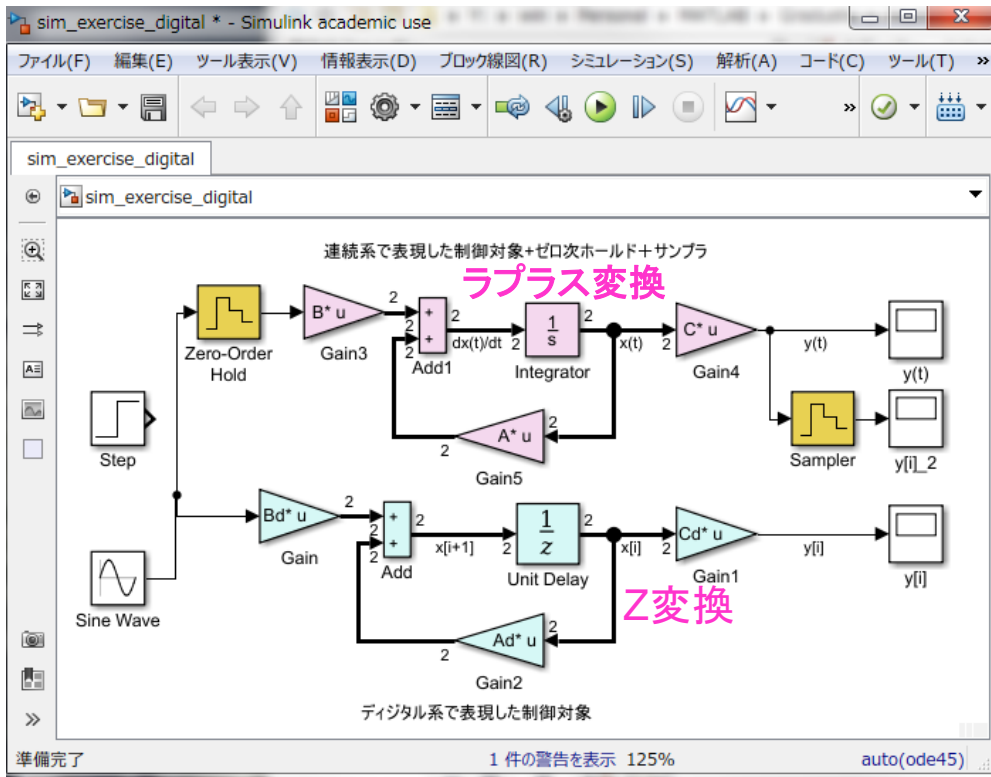 sim_exercise_digital * - Simulink academic use
ファイル(F) 編集(E) ツール表示(V) 情報表示(D) ブロック線図(R) シミュレーション(S) 解析(A) コード(C) ツール(T) »
»
sim_exercise_digital
sim_exercise_digital
連続系で表現した制御対象+ゼロ次ホールド+サンプラ
ラプラス変換
Zero-Order
Hold
B* u
Gain3
2
2
2
+
+
Add1
2
dx(t)/dt
2
1
s
Integrator
2
x(t)
2
C* u
Gain4
y(t)
y(t)
A* u
2
2
Gain5
Sampler
y[i]_2
Step
Sine Wave
Bd* u
Gain
2
2
2
+
+
Add
2
x[i+1]
2
1
z
Unit Delay
2
x[i]
2
Cd* u
Gain1
y[i]
y[i]
Z変換
Ad* u
2
2
Gain2
ディジタル系で表現した制御対象
»
準備完了 1 件の警告を表示 125% auto(ode45)